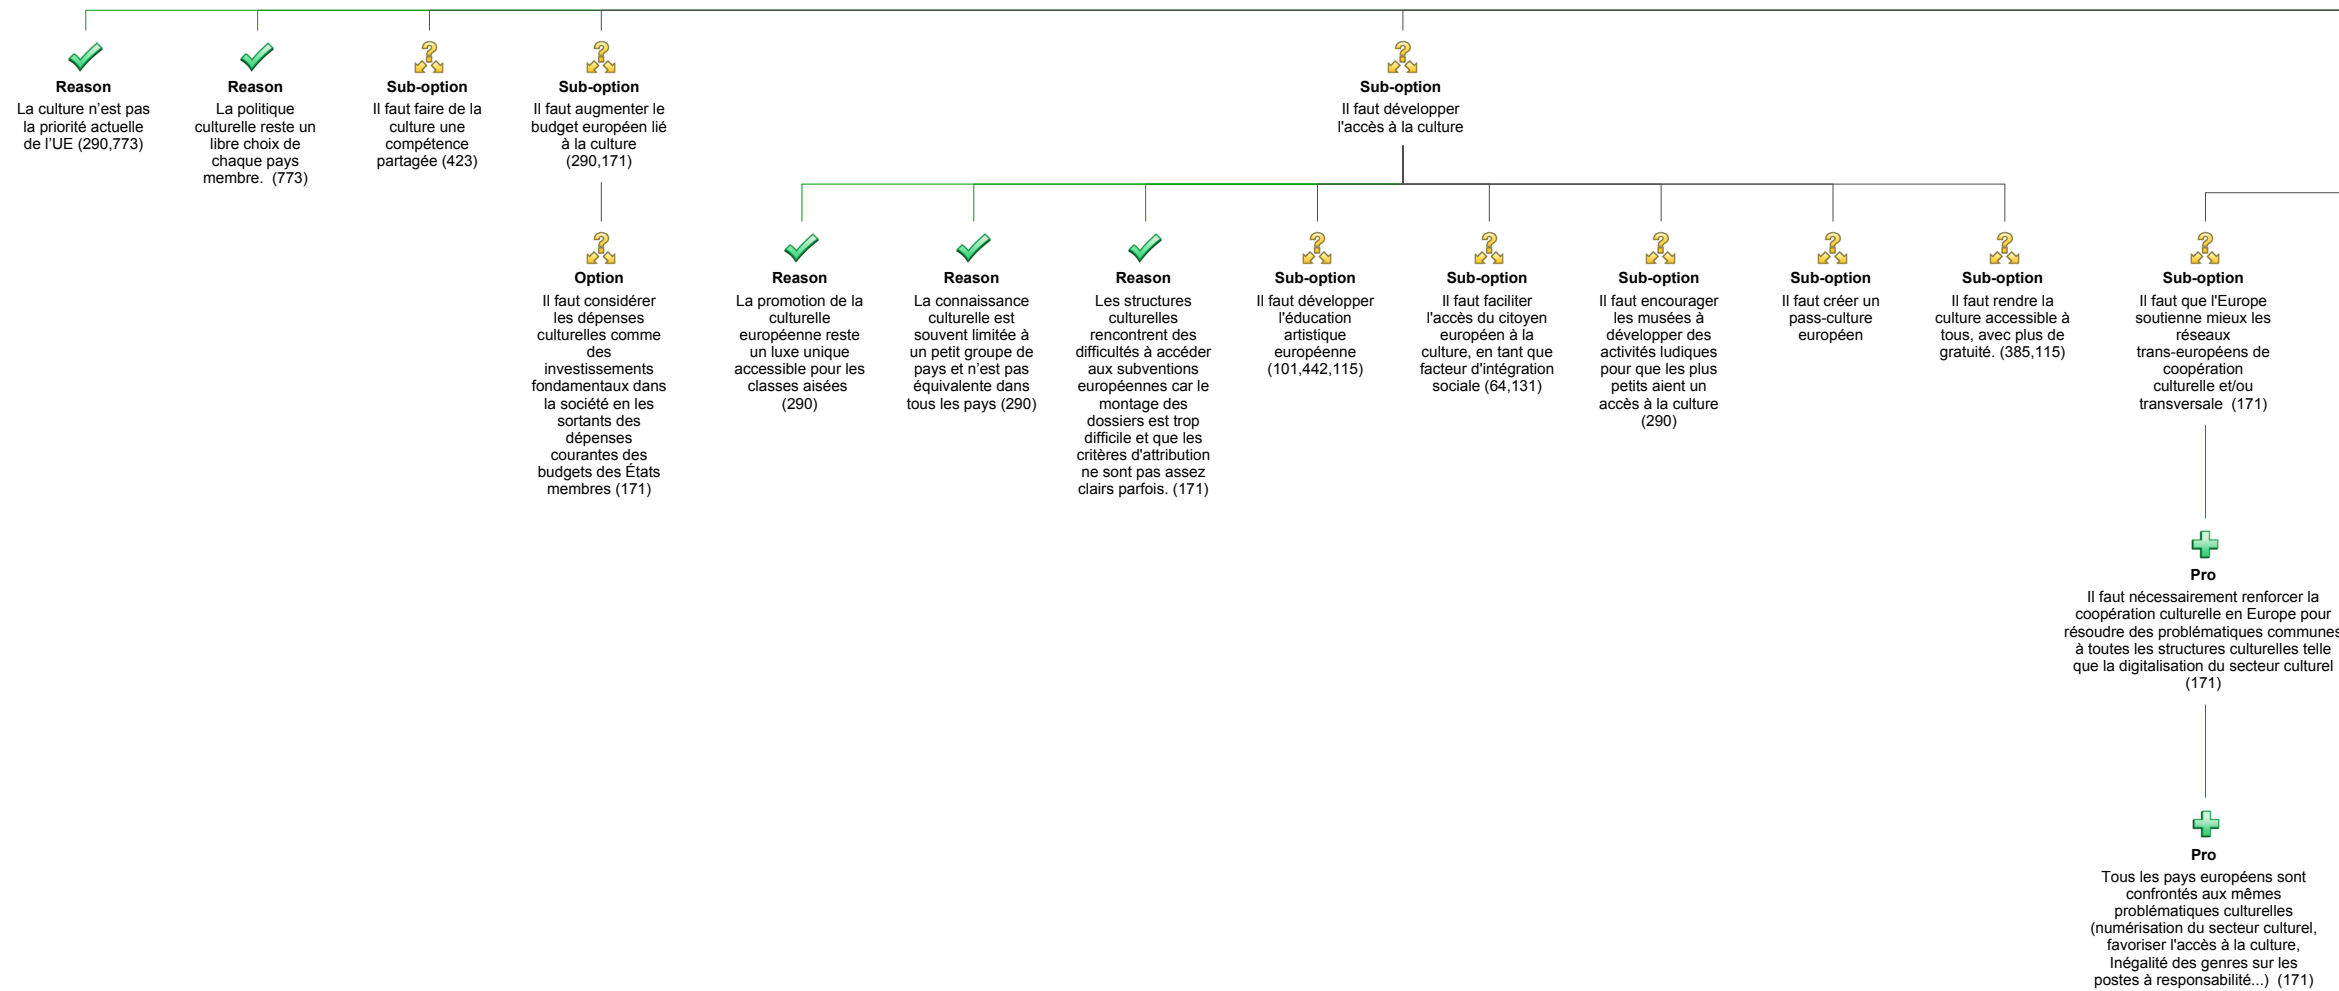 Reason
La culture n’est pas
la priorité actuelle
de l’UE (290,773)
Reason
La politique
culturelle reste un
libre choix de
chaque pays
membre.  (773)
Sub-option
Il faut faire de la
culture une
compétence
partagée (423)
Sub-option
Il faut augmenter le
budget européen lié
à la culture
(290,171)
Sub-option
Il faut développer
l'accès à la culture
Option
Il faut considérer
les dépenses
culturelles comme
des
investissements
fondamentaux dans
la société en les
sortants des
dépenses
courantes des
budgets des États
membres (171)
Reason
La promotion de la
culturelle
européenne reste
un luxe unique
accessible pour les
classes aisées
(290)
Reason
La connaissance
culturelle est
souvent limitée à
un petit groupe de
pays et n’est pas
équivalente dans
tous les pays (290)
Reason
Les structures
culturelles
rencontrent des
difficultés à accéder
aux subventions
européennes car le
montage des
dossiers est trop
difficile et que les
critères d'attribution
ne sont pas assez
clairs parfois. (171)
Sub-option
Il faut développer
l'éducation
artistique
européenne
(101,442,115)
Sub-option
Il faut faciliter
l'accès du citoyen
européen à la
culture, en tant que
facteur d'intégration
sociale (64,131)
Sub-option
Il faut encourager
les musées à
développer des
activités ludiques
pour que les plus
petits aient un
accès à la culture
(290)
Sub-option
Il faut créer un
pass-culture
européen
Sub-option
Il faut rendre la
culture accessible à
tous, avec plus de
gratuité. (385,115)
Sub-option
Il faut que l'Europe
soutienne mieux les
réseaux
trans-européens de
coopération
culturelle et/ou
transversale  (171)
Pro
Il faut nécessairement renforcer la
coopération culturelle en Europe pour
résoudre des problématiques communes
à toutes les structures culturelles telle
que la digitalisation du secteur culturel
(171)
Pro
Tous les pays européens sont
confrontés aux mêmes
problématiques culturelles
(numérisation du secteur culturel,
favoriser l'accès à la culture,
Inégalité des genres sur les
postes à responsabilité...)  (171)